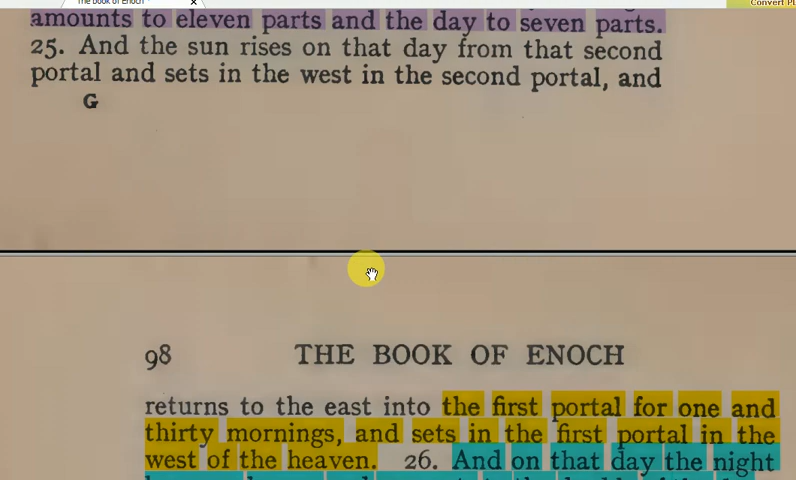 The Book of Enoch
x
Convert
amounts to eleven parts and the day to seven parts.
25. And the sun rises on that day from that second
portal and sets in the west in the second portal, and
G
98 THE BOOK OF ENOCH
returns to the east into the first portal for one and
thirty mornings, and sets in the first portal in the
west of the heaven. 26. And on that day the night